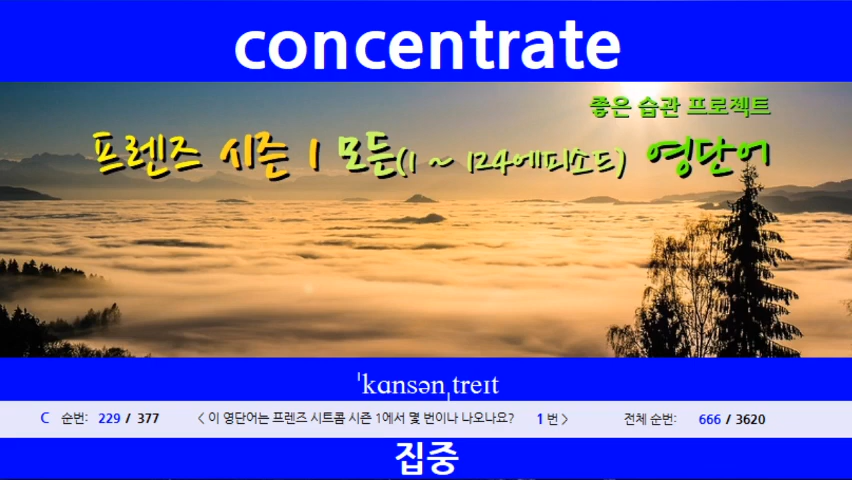 concentrate
좋은 습관 프로젝트
프렌즈 시즌 1 모든(1 ~ 124에피소드) 영단어
ˈkɑnsənˌtreɪt
C 순번: 229 / 377 < 이 영단어는 프렌즈 시트콤 시즌 1에서 몇 번이나 나오나요? 1 번 > 전체 순번: 666 / 3620
집중